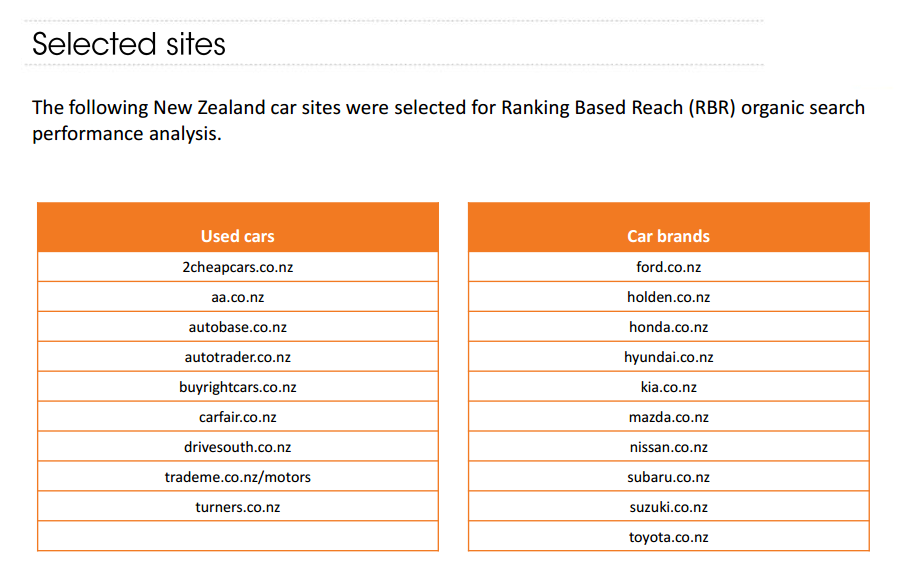 Selected sites
The following New Zealand car sites were selected for Ranking Based Reach (RBR) organic search
performance analysis.
Used cars
2cheapcars.co.nz
aa.co.nz
autobase.co.nz
autotrader.co.nz
buyrightcars.co.nz
carfair.co.nz
drivesouth.co.nz
trademe.co.nz/motors
turners.co.nz
Car brands
ford.co.nz
holden.co.nz
honda.co.nz
hyundai.co.nz
kia.co.nz
mazda.co.nz
nissan.co.nz
subaru.co.nz
suzuki.co.nz
toyota.co.nz